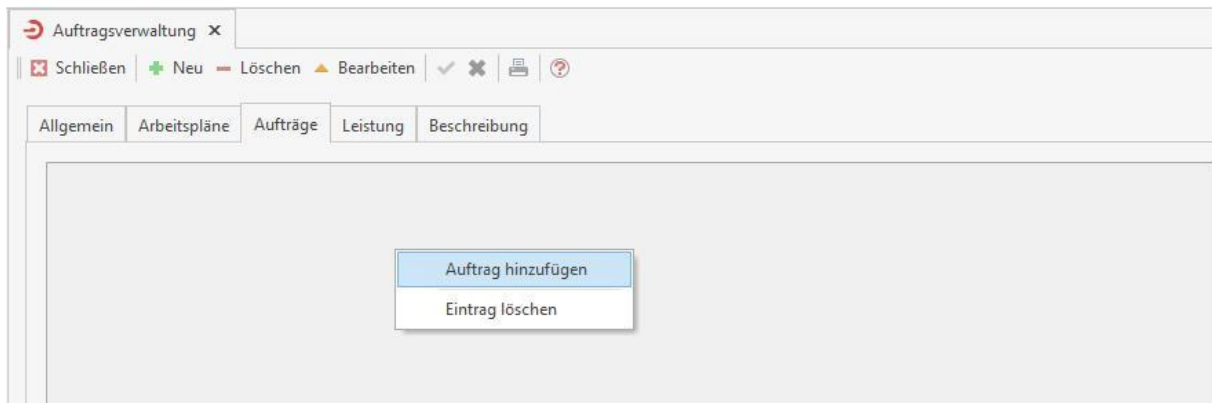 Auftragsverwaltung
Schließen Neu Löschen Bearbeiten
Allgemein Arbeitspläne Aufträge Leistung Beschreibung
Auftrag hinzufügen
Eintrag löschen